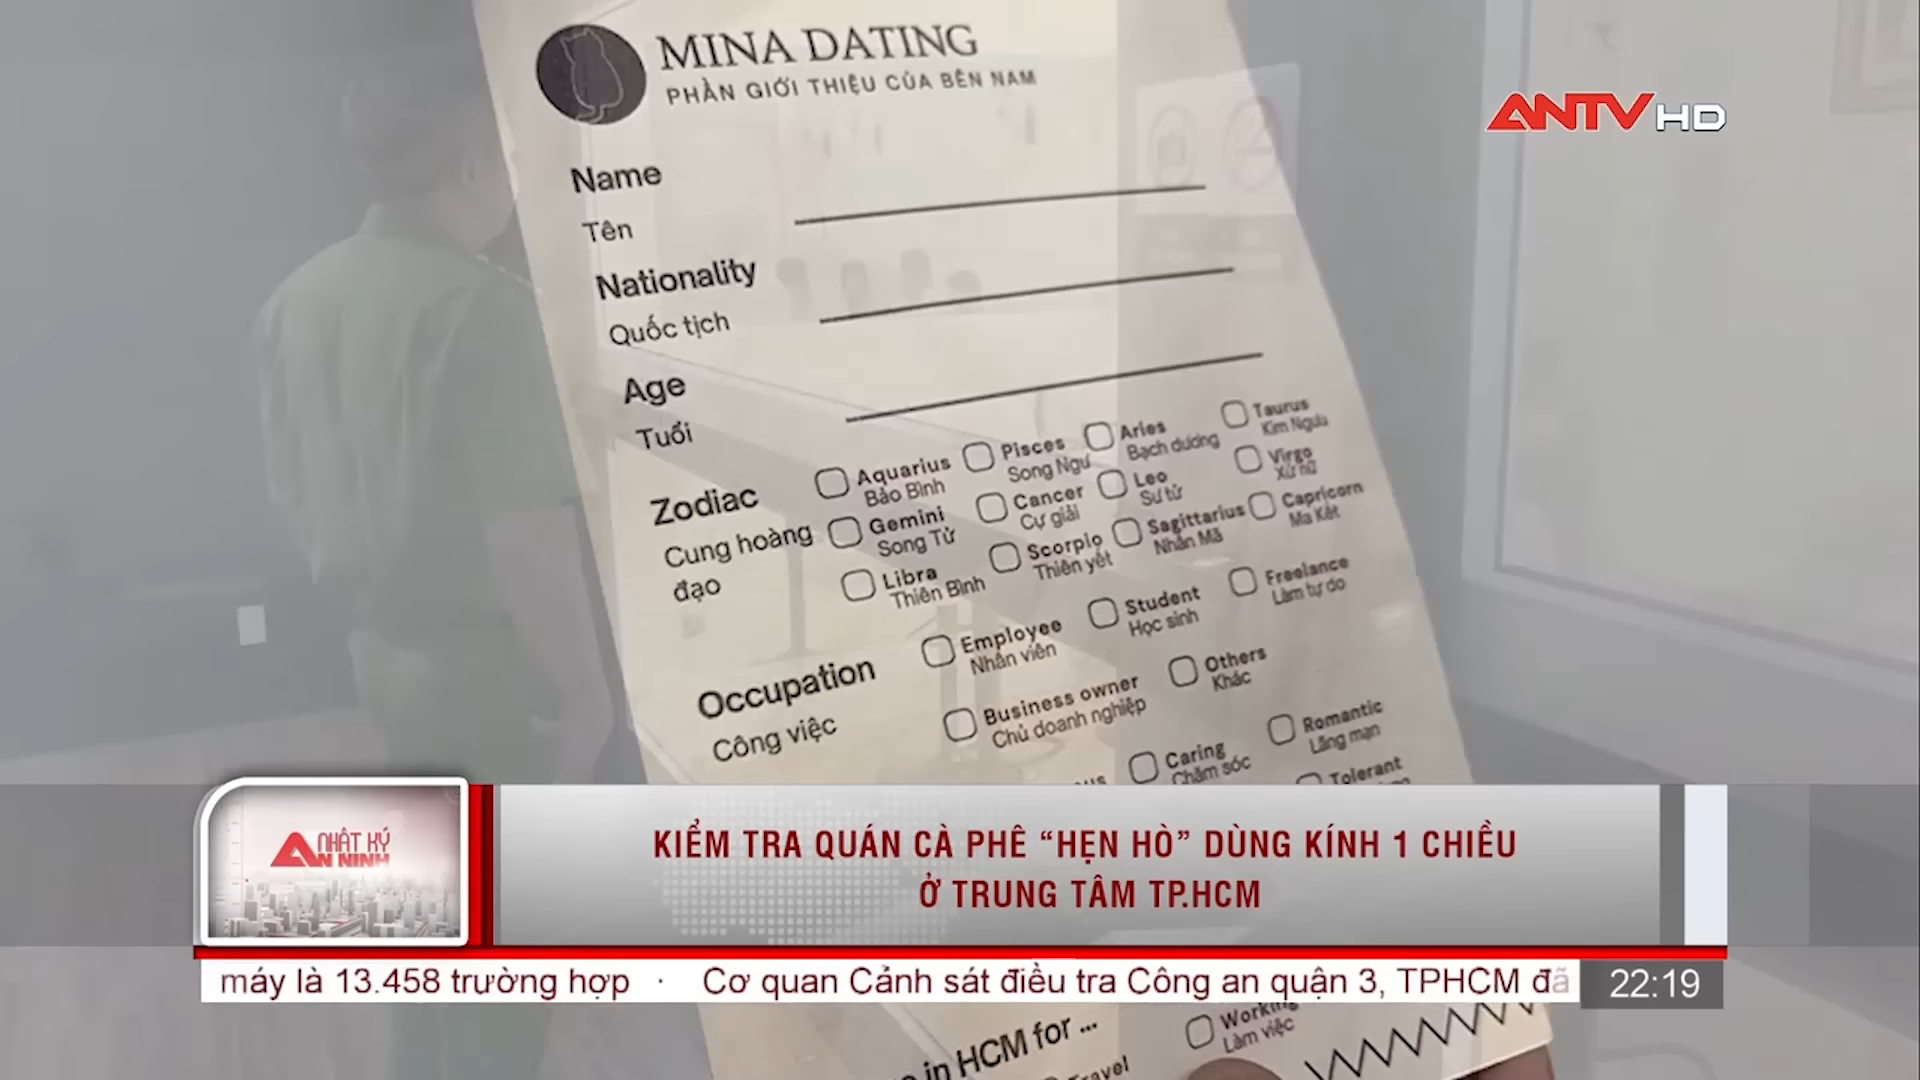 MINA DATING
PHẦN GIỚI THIỆU CỦA BÊN NAM
ANTV HD
Name
Tên
Nationality
Quốc tịch
Age
Tuổi
Zodiac
Cung hoàng
đạo
Aquarius Pisces Aries Taurus
Bảo Bình Song Ngư Bạch dương Kim Ngưu
Gemini Cancer Leo Virgo
Song Tử Cự giải Sư tử Xử nữ
Libra Scorpio Sagittarius Capricorn
Thiên Bình Thiên yết Nhân Mã Ma Kết
Occupation
Công việc
Employee Student Freelance
Nhân viên Học sinh Làm tự do
Business owner Others
Chủ doanh nghiệp Khác
Caring Romantic
Chăm sóc Lãng mạn
Tolerant
NHẬT KÝ
AN NINH
KIỂM TRA QUÁN CÀ PHÊ “HẸN HÒ” DÙNG KÍNH 1 CHIỀU
Ở TRUNG TÂM TP.HCM
máy là 13.458 trường hợp · Cơ quan Cảnh sát điều tra Công an quận 3, TPHCM đã
22:19
in HCM for ...
Working
Làm việc
Travel